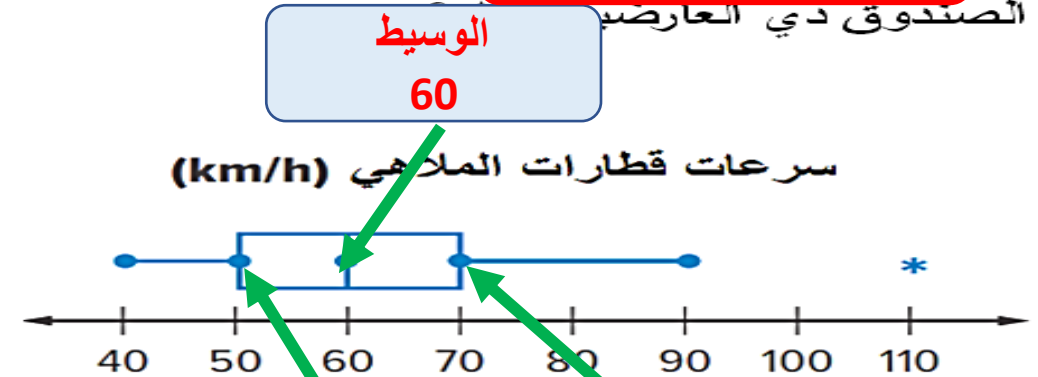 الصندوق ذي العارضين
الوسيط
60
سرعات قطارات الملاهي (km/h)
*
40 50 60 70 80 90 100 110